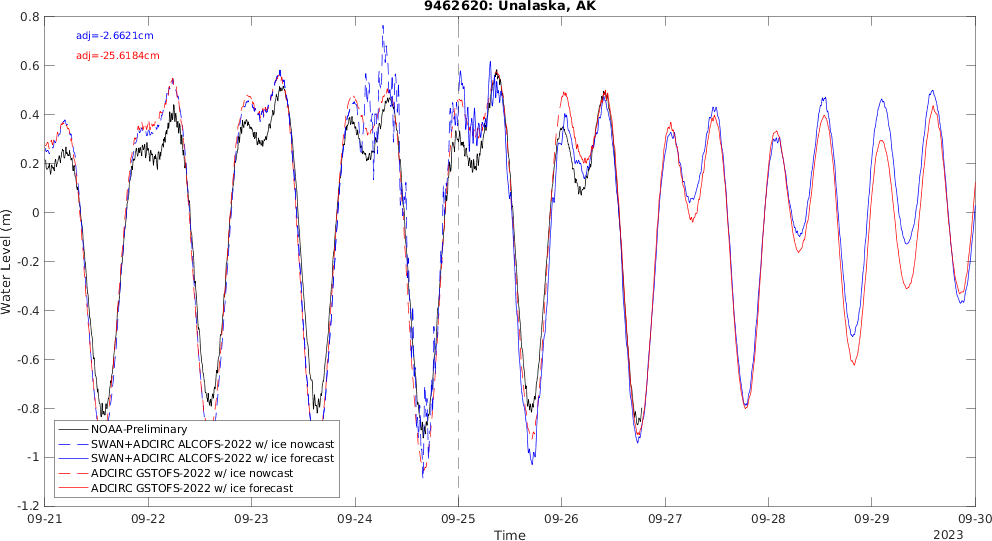 9462620: Unalaska, AK
adj=-2.6621cm
adj=-25.6184cm
0.8
0.6
0.4
0.2
0
-0.2
-0.4
-0.6
-0.8
-1
-1.2
Water Level (m)
NOAA-Preliminary
SWAN+ADCIRC ALCOFS-2022 w/ ice nowcast
SWAN+ADCIRC ALCOFS-2022 w/ ice forecast
ADCIRC GSTOFS-2022 w/ ice nowcast
ADCIRC GSTOFS-2022 w/ ice forecast
09-21 09-22 09-23 09-24 09-25 09-26 09-27 09-28 09-29 09-30
Time
2023